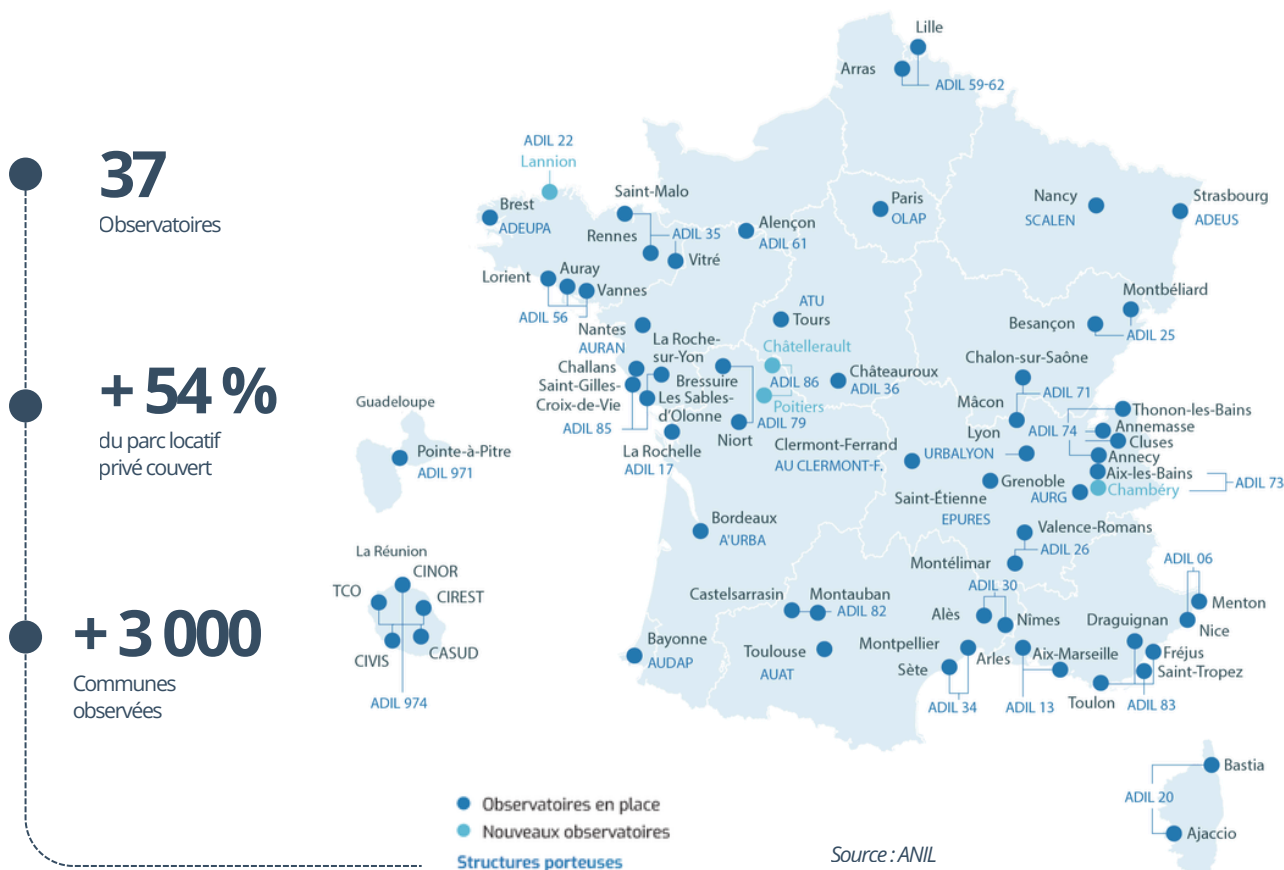 37
Observatoires
+ 54 %
du parc locatif
privé couvert
+ 3 000
Communes
observées
Lille
Arras
ADIL 59-62
ADIL 22
Lannion
Brest
ADEUPA
Saint-Malo
Rennes
ADIL 35
Vitré
Alençon
ADIL 61
Paris
OLAP
Nancy
SCALEN
Strasbourg
ADEUS
Lorient
Auray
Vannes
ADIL 56
Nantes
AURAN
ATU
Tours
Montbéliard
Besançon
ADIL 25
La Roche-
sur-Yon
Challans
Saint-Gilles-
Croix-de-Vie
Les Sables-
d'Olonne
ADIL 85
Bressuire
Niort
ADIL 79
Châtellerault
ADIL 86
Poitiers
Châteauroux
ADIL 36
Chalon-sur-Saône
ADIL 71
Mâcon
La Rochelle
ADIL 17
Clermont-Ferrand
AU CLERMONT-F.
Lyon
URBALYON
Thonon-les-Bains
Annemasse
Cluses
ADIL 74
Annecy
Aix-les-Bains
Chambéry
ADIL 73
Grenoble
AURG
Saint-Étienne
EPURES
Guadeloupe
Pointe-à-Pitre
ADIL 971
Bordeaux
A'URBA
Valence-Romans
ADIL 26
Montélimar
La Réunion
CINOR
TCO
CIREST
CIVIS
CASUD
ADIL 974
Castelsarrasin
Montauban
ADIL 82
ADIL 30
Alès
Nîmes
ADIL 06
Menton
Nice
Bayonne
AUDAP
Toulouse
AUAT
Montpellier
Sète
ADIL 34
Arles
Aix-Marseille
ADIL 13
Draguignan
Fréjus
Saint-Tropez
Toulon
ADIL 83
Bastia
ADIL 20
Ajaccio
Observatoires en place
Nouveaux observatoires
Structures porteuses
Source : ANIL